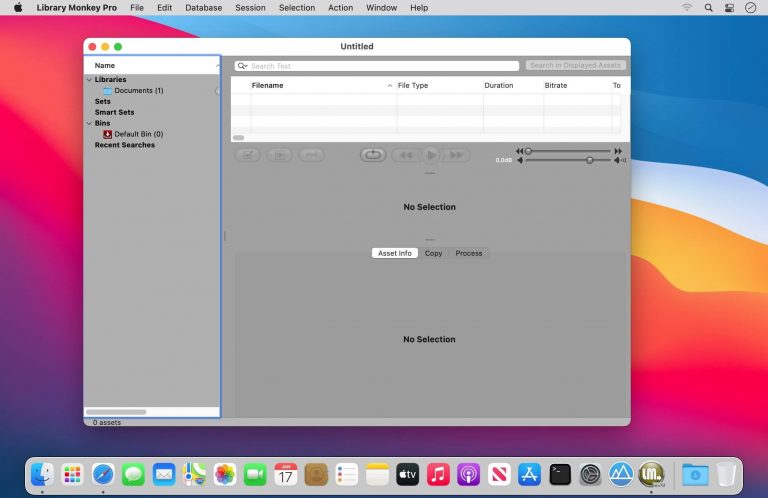 Library Monkey Pro File Edit Database Session Selection Action Window Help
Untitled
Name
Libraries
Documents (1)
Sets
Smart Sets
Bins
Default Bin (0)
Recent Searches
Search Text
Search in Displayed Assets
Filename File Type Duration Bitrate To
0.0dB
No Selection
Asset Info Copy Process
No Selection
0 assets
JAN
17
tv